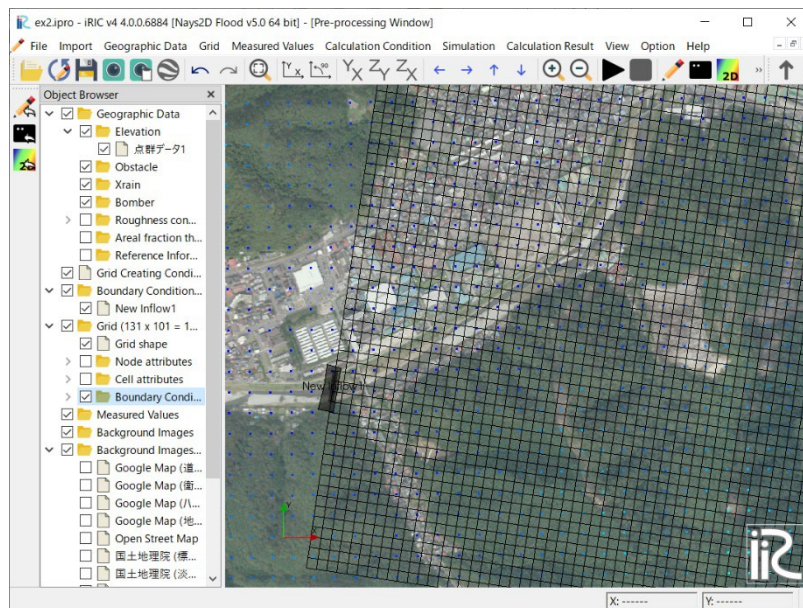 ex2.ipro - iRIC v4 4.0.0.6884 [Nays2D Flood v5.0 64 bit] - [Pre-processing Window]
File Import Geographic Data Grid Measured Values Calculation Condition Simulation Calculation Result View Option Help
Object Browser
Geographic Data
Elevation
点群データ1
Obstacle
Xrain
Bomber
Roughness con...
Areal fraction th...
Reference Infor...
Grid Creating Condi...
Boundary Condition...
New Inflow1
Grid (131 x 101 = 1...
Grid shape
Node attributes
Cell attributes
Boundary Condi...
Measured Values
Background Images
Background Images...
Google Map (道...
Google Map (衛...
Google Map (ハ...
Google Map (地...
Open Street Map
国土地理院 (標...
国土地理院 (淡...
New Inflow1
Y
X
iRIC
X: ------
Y: ------